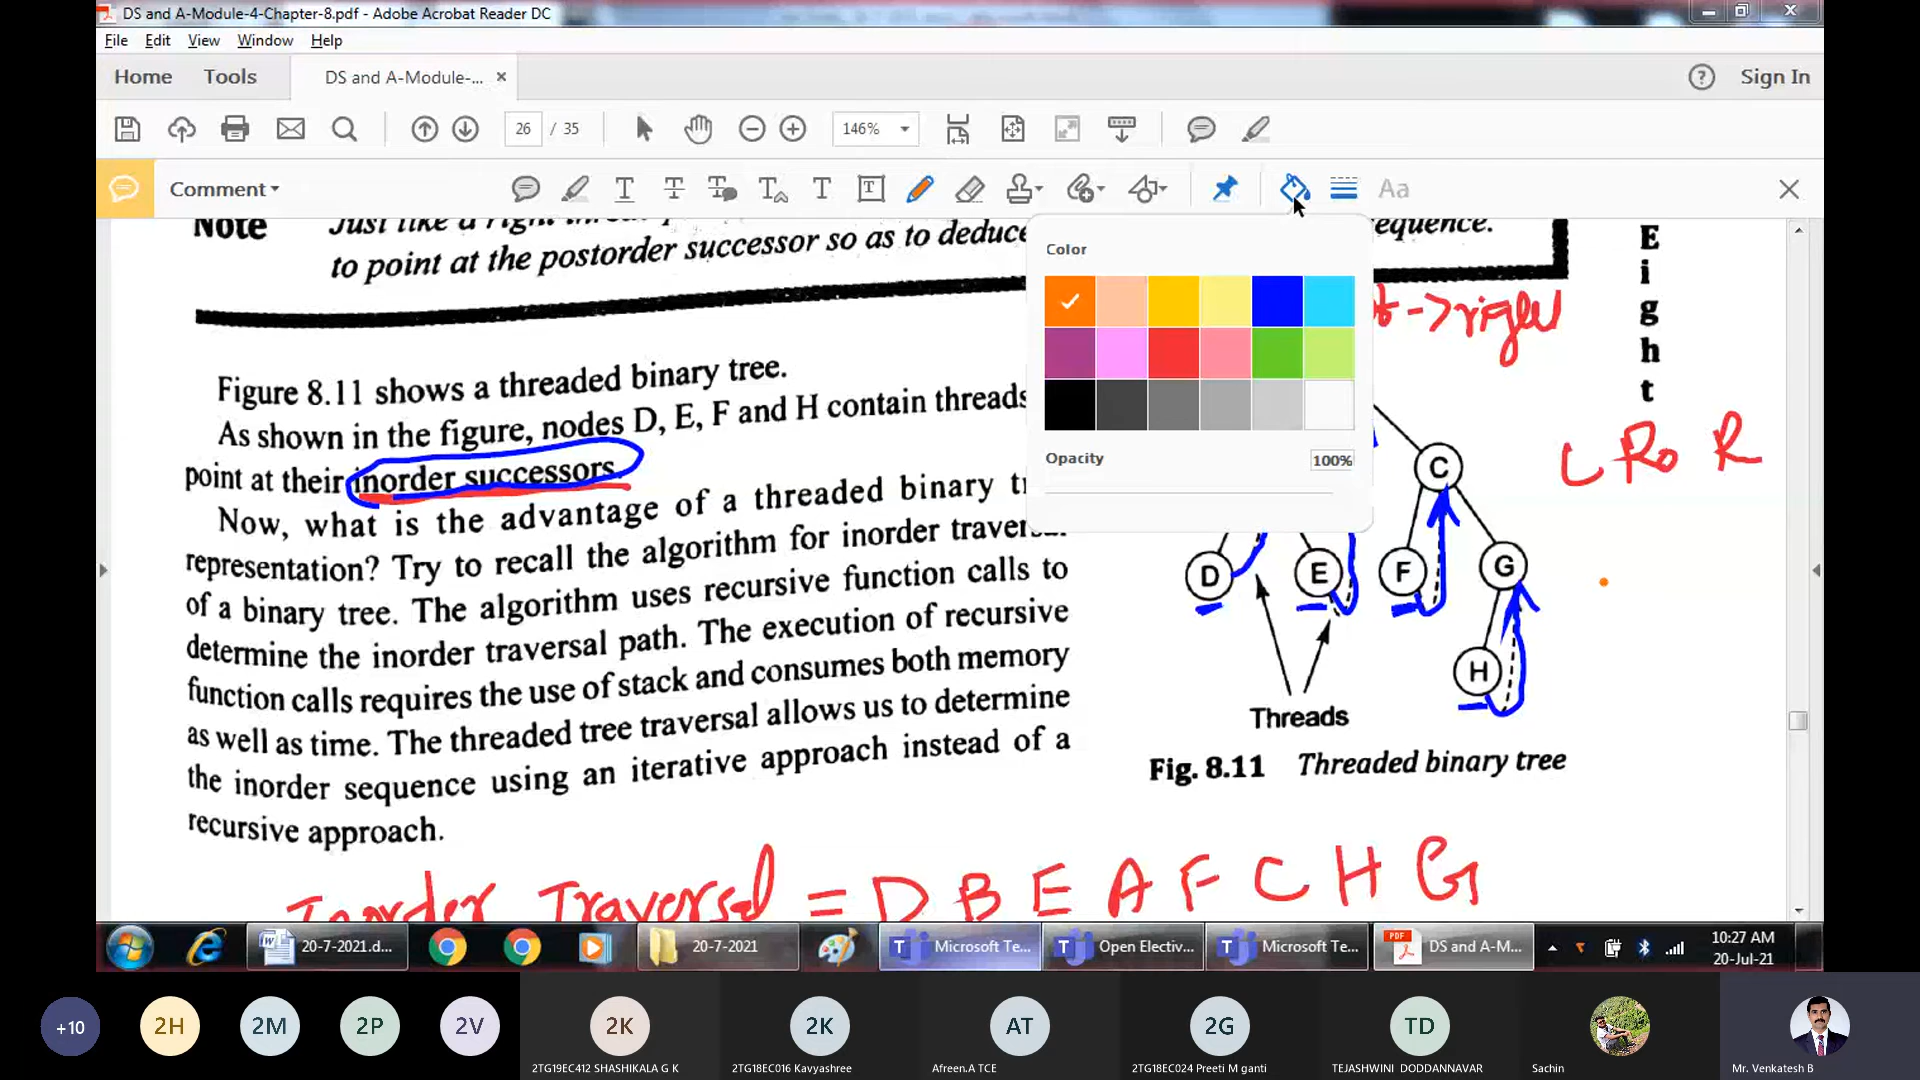 DS and A-Module-4-Chapter-8.pdf - Adobe Acrobat Reader DC
File Edit View Window Help
Home Tools DS and A-Module-... × Sign In
26 / 35 146%
Comment
Note Just like a right
to point at the postorder successor so as to deduce equence.
E
i
g
h
t
Color
Opacity 100%
->right
L Ro R
Figure 8.11 shows a threaded binary tree.
As shown in the figure, nodes D, E, F and H contain threads
point at their inorder successors.
Now, what is the advantage of a threaded binary
representation? Try to recall the algorithm for inorder
of a binary tree. The algorithm uses recursive function calls to
determine the inorder traversal path. The execution of recursive
function calls requires the use of stack and consumes both memory
as well as time. The threaded tree traversal allows us to determine
the inorder sequence using an iterative approach instead of a
recursive approach.
C
D E F G
H
Threads
Fig. 8.11 Threaded binary tree
Inorder Traversal = D B E A F C H G
20-7-2021.d... 20-7-2021 Microsoft Te... Open Electiv... Microsoft Te... DS and A-M... 10:27 AM
20-Jul-21
+10 2H 2M 2P 2V 2K 2K AT 2G TD
2TG19EC412 SHASHIKALA G K 2TG18EC016 Kavyashree Afreen.A TCE 2TG18EC024 Preeti M ganti TEJASHWINI DODDANNAVAR Sachin Mr. Venkatesh B